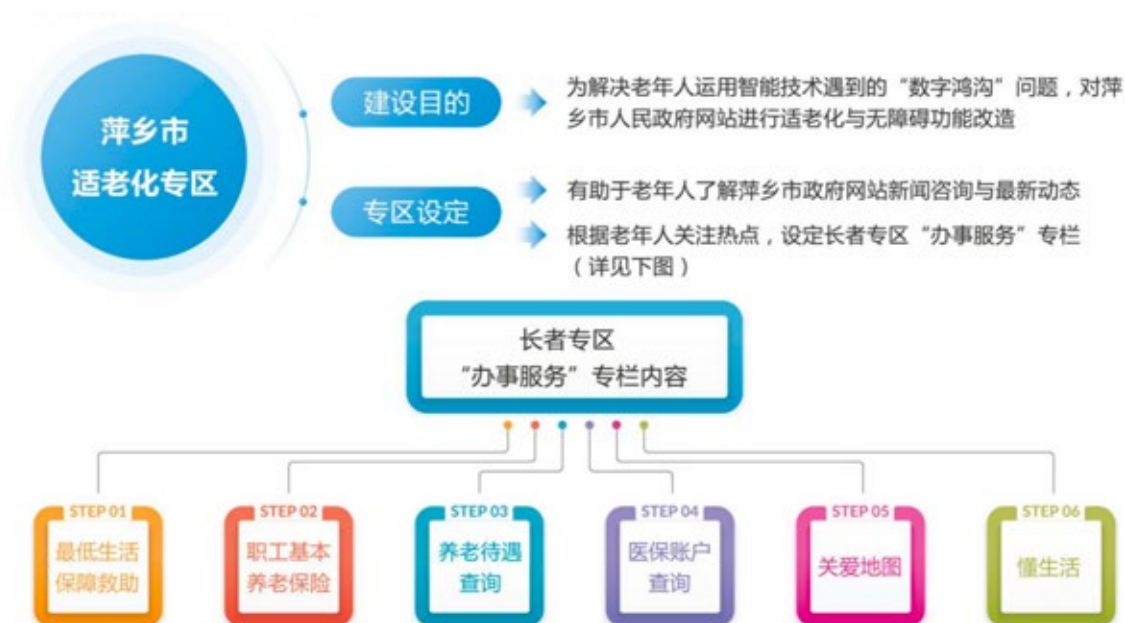 萍乡市
适老化专区
建设目的
为解决老年人运用智能技术遇到的“数字鸿沟”问题，对萍
乡市人民政府网站进行适老化与无障碍功能改造
专区设定
有助于老年人了解萍乡市政府网站新闻咨询与最新动态
根据老年人关注热点，设定长者专区“办事服务”专栏
（详见下图）
长者专区
“办事服务”专栏内容
STEP 01
最低生活
保障救助
STEP 02
职工基本
养老保险
STEP 03
养老待遇
查询
STEP 04
医保账户
查询
STEP 05
关爱地图
STEP 06
懂生活